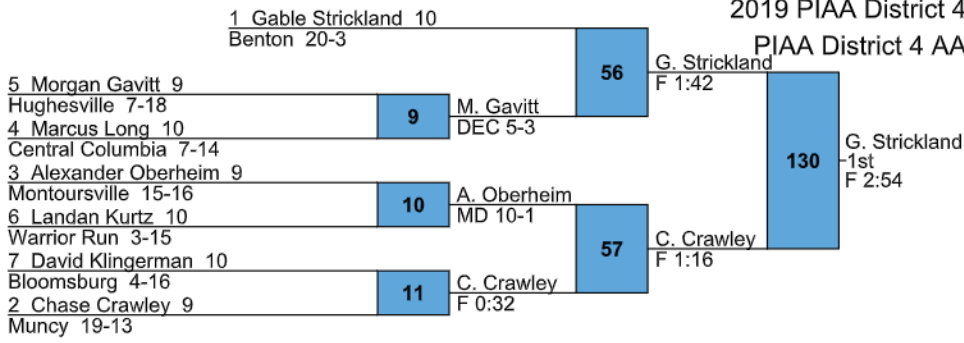 2019 PIAA District 4
PIAA District 4 AA
1 Gable Strickland 10
Benton 20-3
56
G. Strickland
F 1:42
5 Morgan Gavitt 9
Hughesville 7-18
9
M. Gavitt
DEC 5-3
4 Marcus Long 10
Central Columbia 7-14
130
G. Strickland
1st
F 2:54
3 Alexander Oberheim 9
Montoursville 15-16
10
A. Oberheim
MD 10-1
6 Landan Kurtz 10
Warrior Run 3-15
57
C. Crawley
F 1:16
7 David Klingerman 10
Bloomsburg 4-16
11
C. Crawley
F 0:32
2 Chase Crawley 9
Muncy 19-13